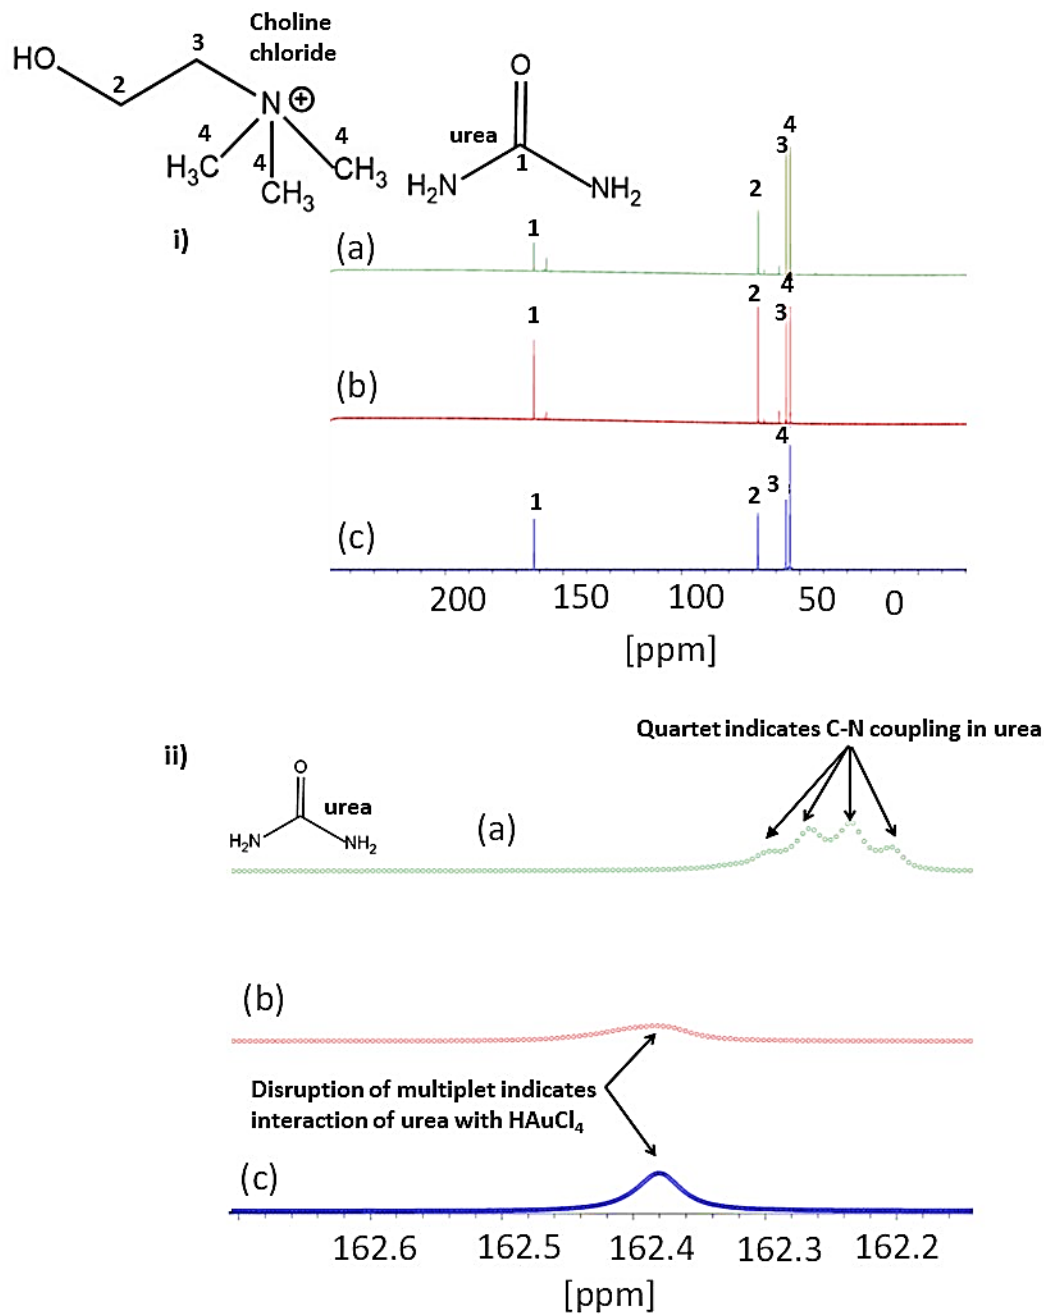 Choline
chloride
HO
3
2
N
⊕
4
4
4
H₃C
CH₃
CH₃
O
urea
1
H₂N
NH₂
i)
(a)
1
2
3
4
(b)
1
2
3
4
(c)
1
2
3
4
200 150 100 50 0
[ppm]
Quartet indicates C-N coupling in urea
ii)
O
urea
H₂N
NH₂
(a)
(b)
Disruption of multiplet indicates
interaction of urea with HAuCl₄
(c)
162.6 162.5 162.4 162.3 162.2
[ppm]